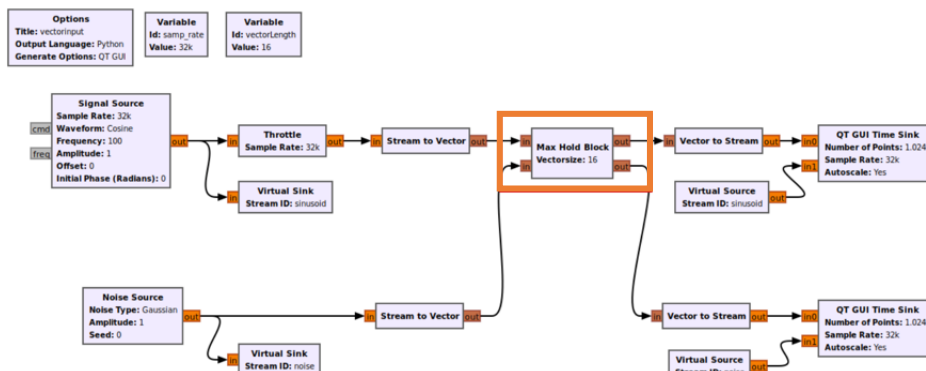 Options
Title: vectorinput
Output Language: Python
Generate Options: QT GUI
Variable
Id: samp_rate
Value: 32k
Variable
Id: vectorLength
Value: 16
Signal Source
Sample Rate: 32k
Waveform: Cosine
Frequency: 100
Amplitude: 1
Offset: 0
Initial Phase (Radians): 0
cmd
freq
out
in
Throttle
Sample Rate: 32k
out
in
Stream to Vector
out
in
in
Max Hold Block
Vectorsize: 16
out
out
in
Vector to Stream
out
in0
in1
QT GUI Time Sink
Number of Points: 1.024
Sample Rate: 32k
Autoscale: Yes
in
Virtual Sink
Stream ID: sinusoid
Virtual Source
Stream ID: sinusoid
out
Noise Source
Noise Type: Gaussian
Amplitude: 1
Seed: 0
out
in
Stream to Vector
out
in
Vector to Stream
out
in0
in1
QT GUI Time Sink
Number of Points: 1.024
Sample Rate: 32k
Autoscale: Yes
in
Virtual Sink
Stream ID: noise
Virtual Source
Stream ID: noise
out